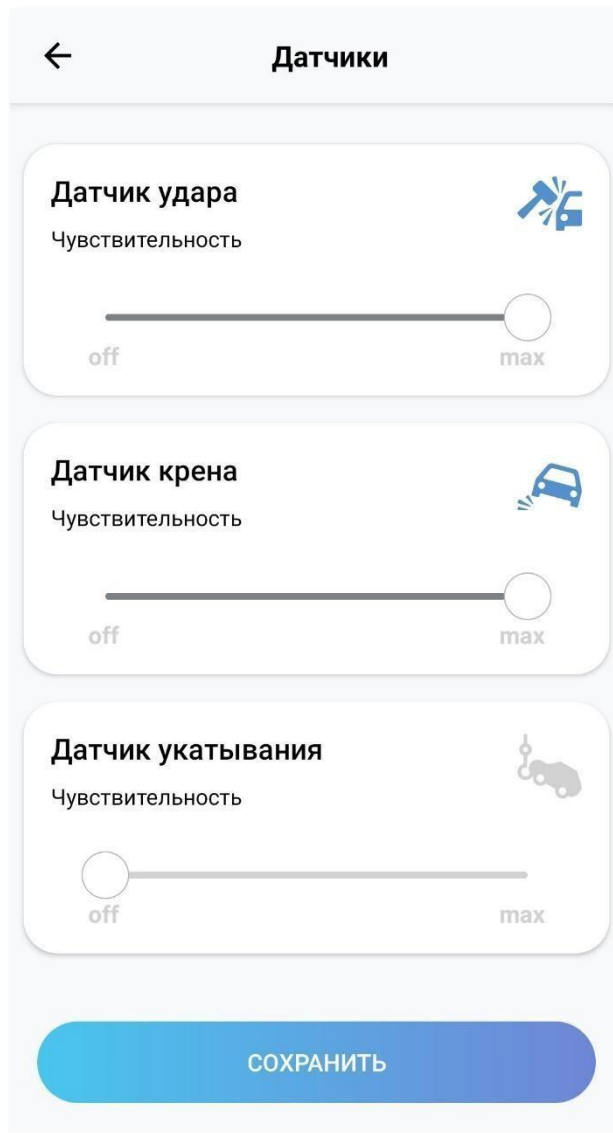 Датчики
Датчик удара
Чувствительность
off max
Датчик крена
Чувствительность
off max
Датчик укатывания
Чувствительность
off max
СОХРАНИТЬ